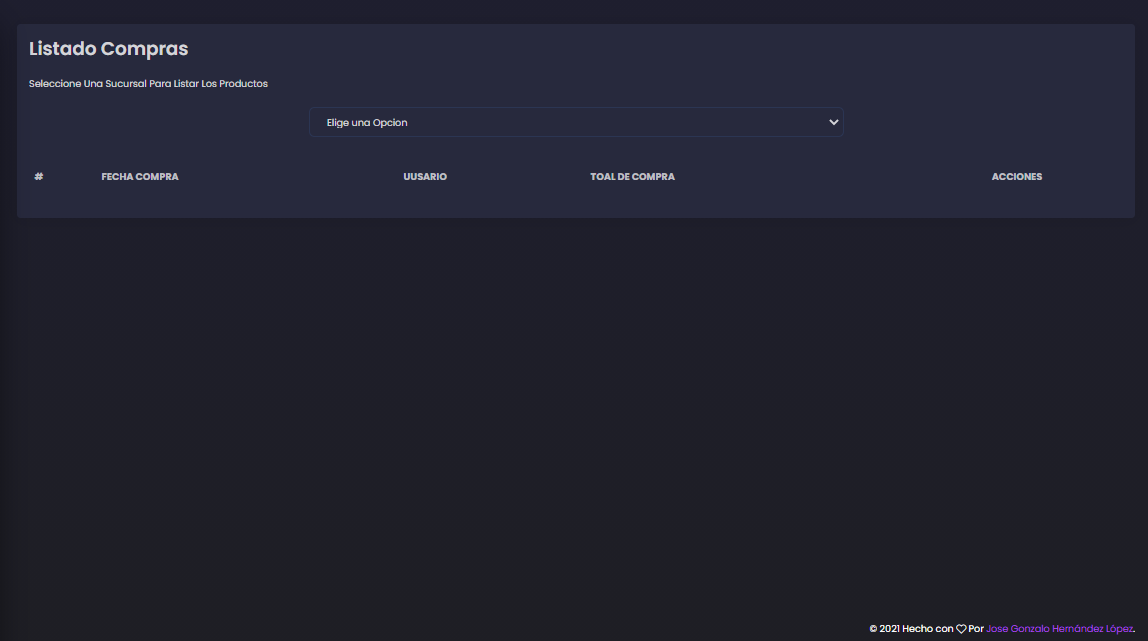 Listado Compras
Seleccione Una Sucursal Para Listar Los Productos
Elige una Opcion
# FECHA COMPRA UUSARIO TOAL DE COMPRA ACCIONES
© 2021 Hecho con ♡ Por Jose Gonzalo Hernández López.